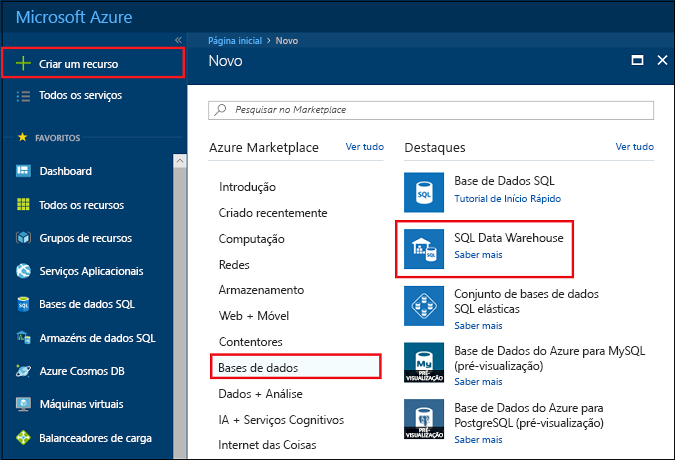 Microsoft Azure
Criar um recurso
Todos os serviços
FAVORITOS
Dashboard
Todos os recursos
Grupos de recursos
Serviços Aplicacionais
Bases de dados SQL
Armazéns de dados SQL
Azure Cosmos DB
Máquinas virtuais
Balanceadores de carga
Página inicial > Novo
Novo
Pesquisar no Marketplace
Azure Marketplace Ver tudo
Introdução
Criado recentemente
Computação
Redes
Armazenamento
Web + Móvel
Contentores
Bases de dados
Dados + Análise
IA + Serviços Cognitivos
Internet das Coisas
Destaques Ver tudo
SQL
Base de Dados SQL
Tutorial de Início Rápido
SQL
SQL Data Warehouse
Saber mais
Conjunto de bases de dados
SQL elásticas
Saber mais
My
PRÉ-
VISUALIZAÇÃO
Base de Dados do Azure para MySQL
(pré-visualização)
Saber mais
PRÉ-
VISUALIZAÇÃO
Base de Dados do Azure para
PostgreSQL (pré-visualização)
Saber mais